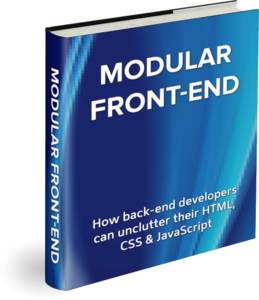 MODULAR
FRONT-END
How back-end developers
can unclutter their HTML,
CSS & JavaScript
MODULAR FRONT-END